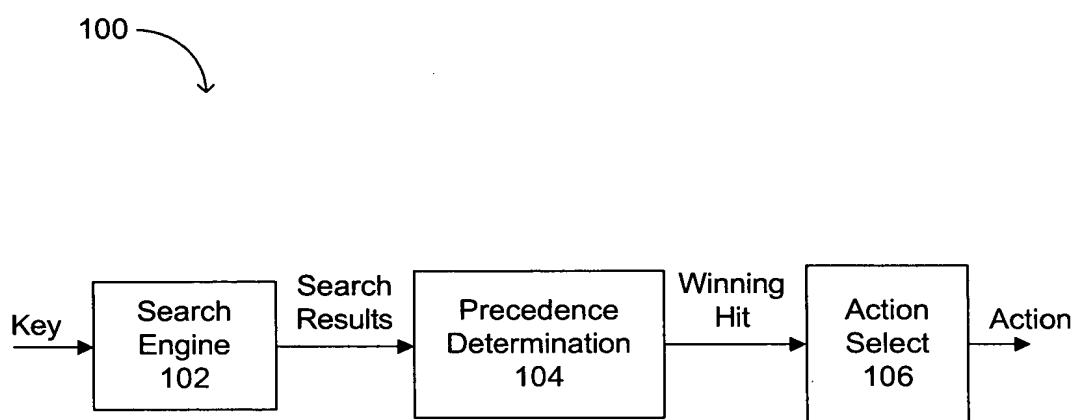 100
Key
Search
Engine
102
Search
Results
Precedence
Determination
104
Winning
Hit
Action
Select
106
Action